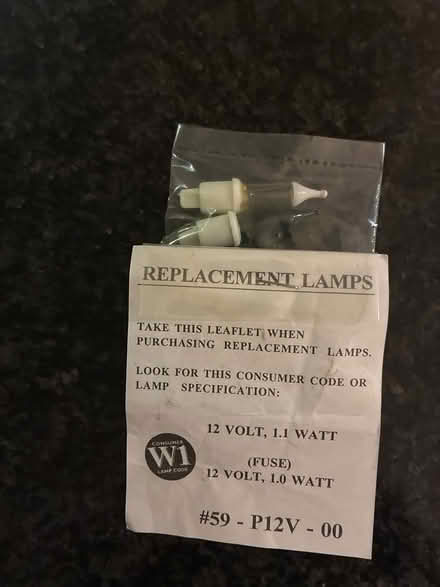 REPLACEMENT LAMPS
TAKE THIS LEAFLET WHEN
PURCHASING REPLACEMENT LAMPS.
LOOK FOR THIS CONSUMER CODE OR
LAMP SPECIFICATION:
12 VOLT, 1.1 WATT
CONSUMER
W1
LAMP CODE
(FUSE)
12 VOLT, 1.0 WATT
#59 - P12V - 00